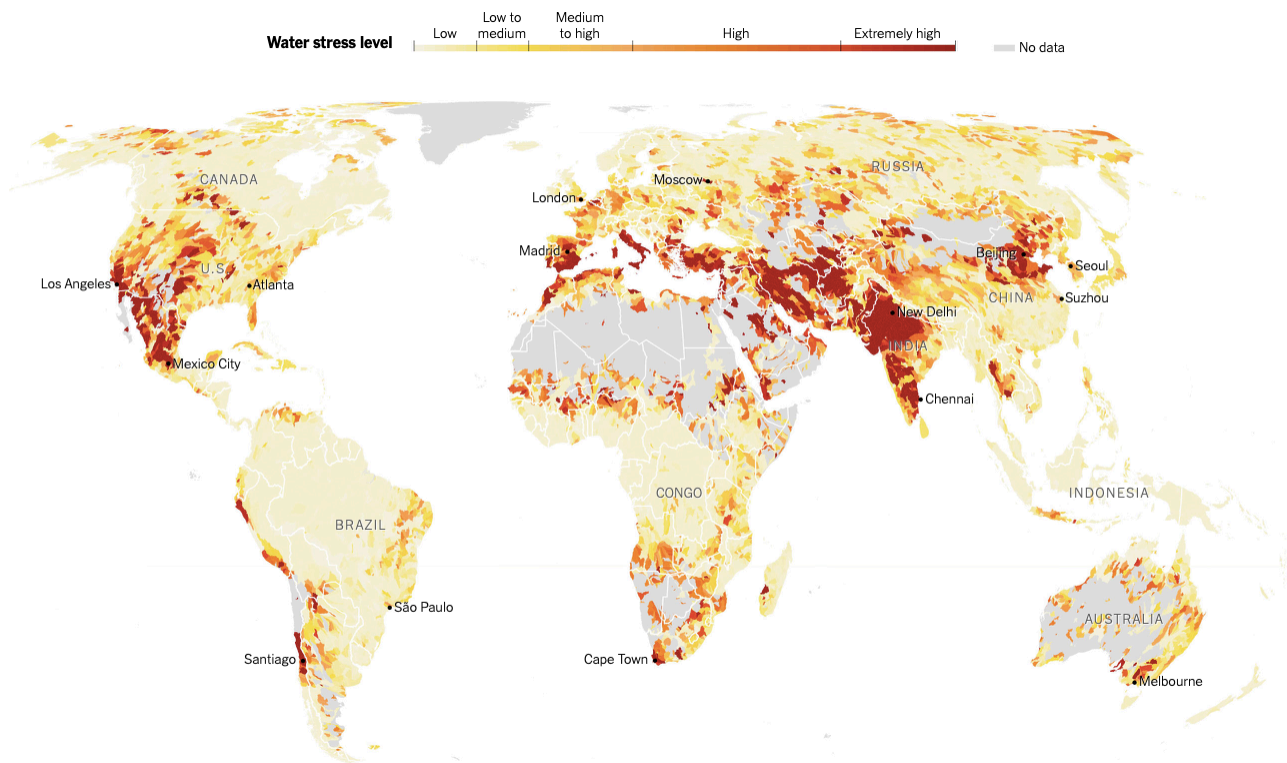 Water stress level
Low
Low to
medium
Medium
to high
High
Extremely high
No data
CANADA
RUSSIA
Moscow
London
Madrid
Beijing
Seoul
Los Angeles
U.S.
Atlanta
CHINA
Suzhou
New Delhi
INDIA
Mexico City
Chennai
CONGO
INDONESIA
BRAZIL
São Paulo
AUSTRALIA
Santiago
Cape Town
Melbourne